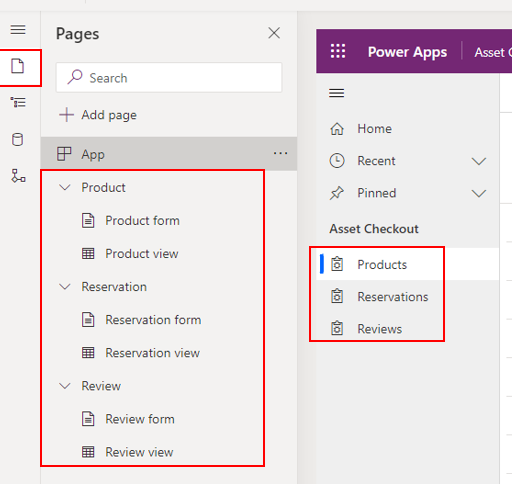 Pages
Search
Add page
App
Product
Product form
Product view
Reservation
Reservation form
Reservation view
Review
Review form
Review view
Power Apps
Asset
Home
Recent
Pinned
Asset Checkout
Products
Reservations
Reviews